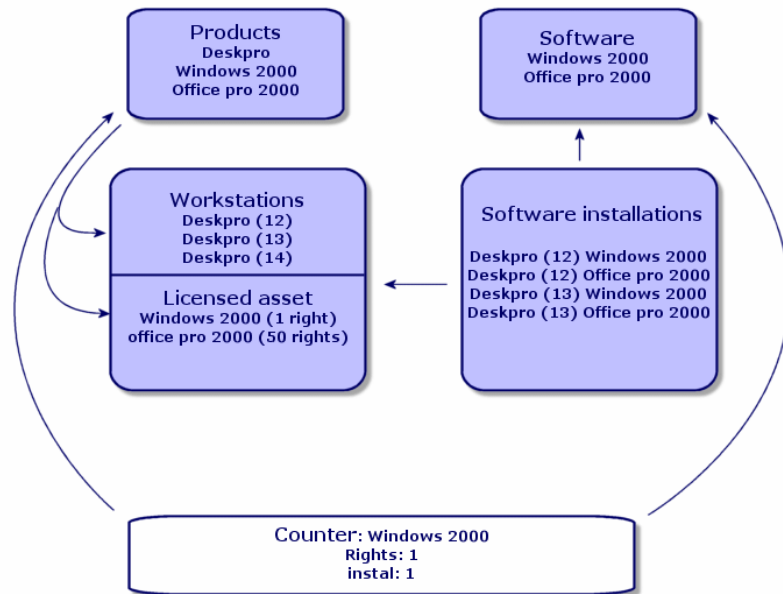 Products
Deskpro
Windows 2000
Office pro 2000
Software
Windows 2000
Office pro 2000
Workstations
Deskpro (12)
Deskpro (13)
Deskpro (14)
Licensed asset
Windows 2000 (1 right)
office pro 2000 (50 rights)
Software installations
Deskpro (12) Windows 2000
Deskpro (12) Office pro 2000
Deskpro (13) Windows 2000
Deskpro (13) Office pro 2000
Counter: Windows 2000
Rights: 1
instal: 1